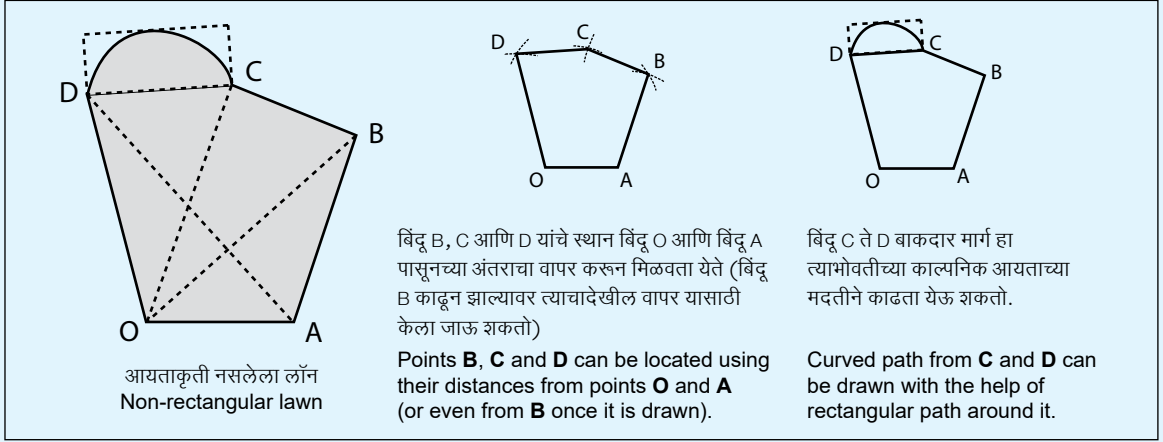 D
C
B
O
A
आयताकृती नसलेला लॉन
Non-rectangular lawn
D
C
B
O
A
बिंदू B, C आणि D यांचे स्थान बिंदू O आणि बिंदू A
पासूनच्या अंतराचा वापर करून मिळवता येते (बिंदू
B काढून झाल्यावर त्याचादेखील वापर यासाठी
केला जाऊ शकतो)
Points B, C and D can be located using
their distances from points O and A
(or even from B once it is drawn).
D
C
B
O
A
बिंदू C ते D बाकदार मार्ग हा
त्याभोवतीच्या काल्पनिक आयताच्या
मदतीने काढता येऊ शकतो.
Curved path from C and D can
be drawn with the help of
rectangular path around it.